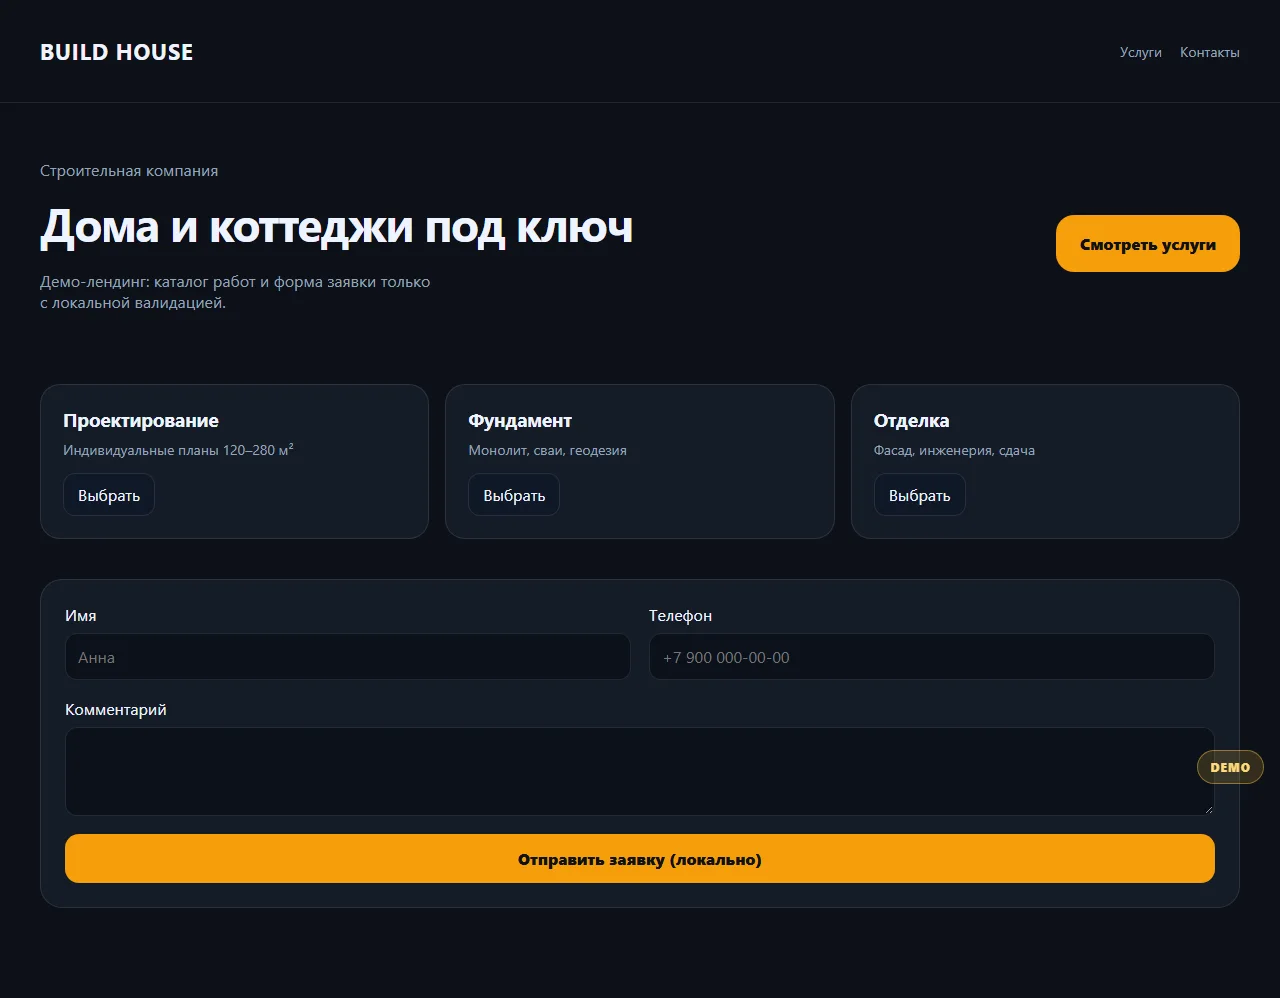 BUILD HOUSE
Услуги
Контакты
Строительная компания
Дома и коттеджи под ключ
Демо-лендинг: каталог работ и форма заявки только
с локальной валидацией.
Смотреть услуги
Проектирование
Индивидуальные планы 120–280 м²
Выбрать
Фундамент
Монолит, сваи, геодезия
Выбрать
Отделка
Фасад, инженерия, сдача
Выбрать
Имя
Анна
Телефон
+7 900 000-00-00
Комментарий
DEMO
Отправить заявку (локально)